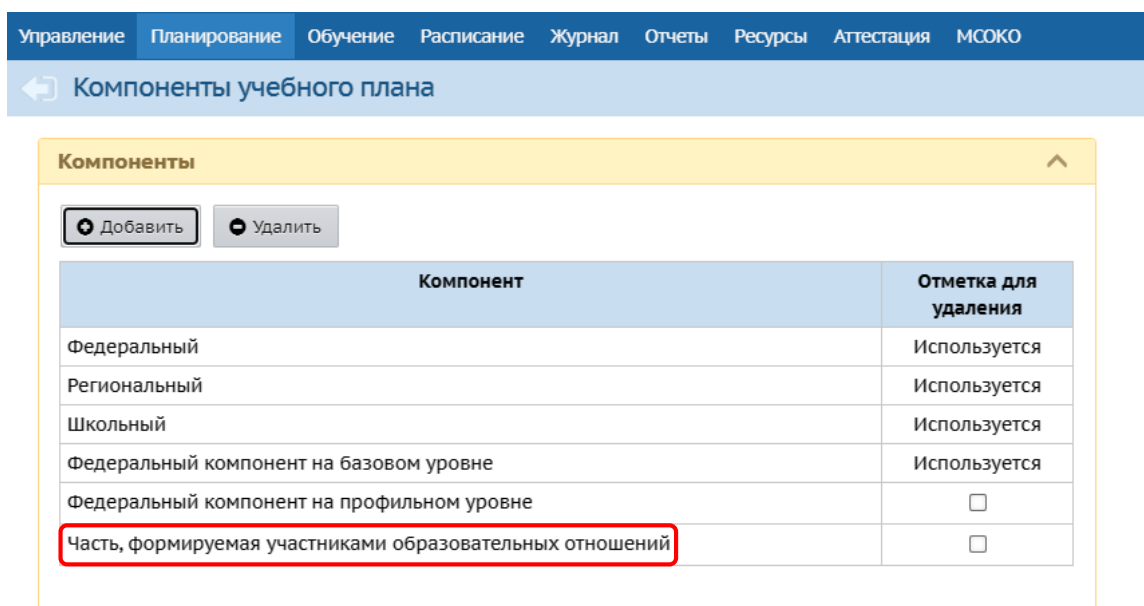 Управление Планирование Обучение Расписание Журнал Отчеты Ресурсы Аттестация МСОКО
Компоненты учебного плана
Компоненты
Добавить Удалить
Компонент Отметка для
удаления
Федеральный Используется
Региональный Используется
Школьный Используется
Федеральный компонент на базовом уровне Используется
Федеральный компонент на профильном уровне
Часть, формируемая участниками образовательных отношений